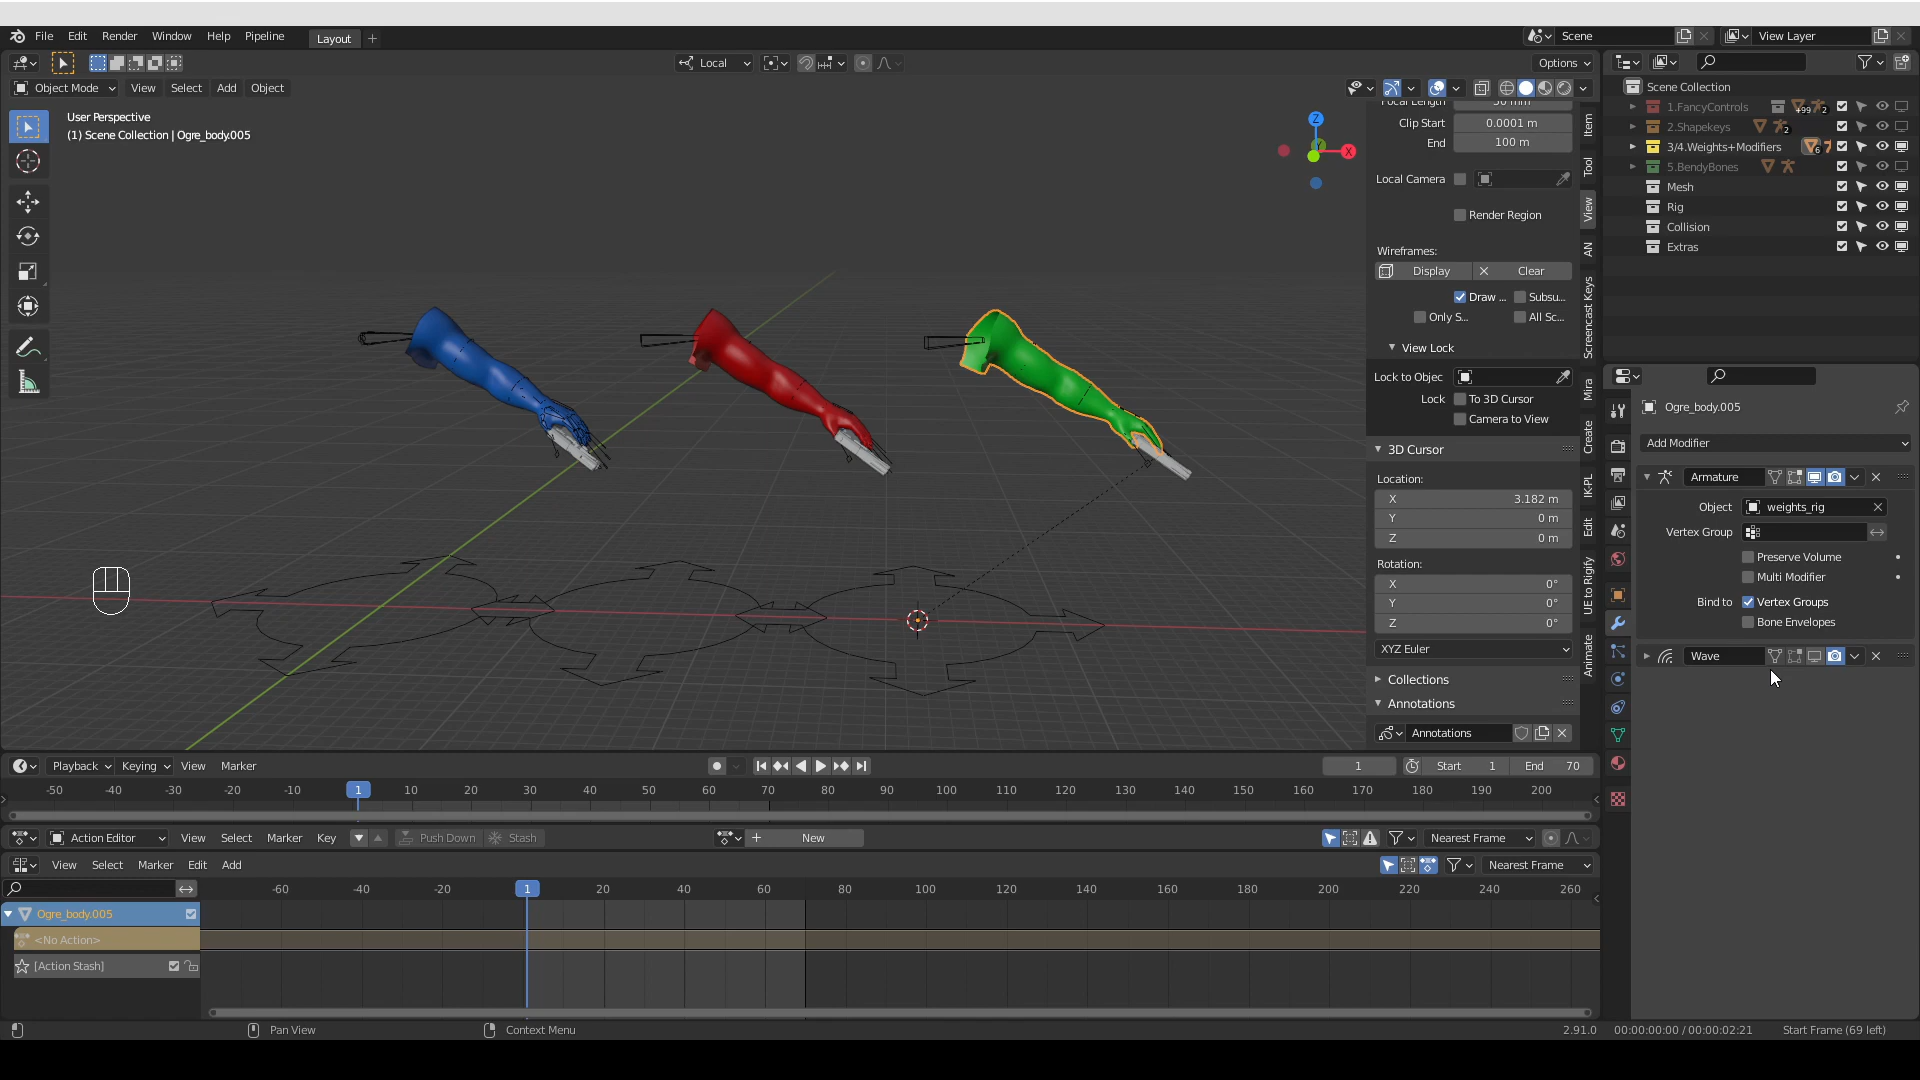 File Edit Render Window Help Pipeline Layout + Scene View Layer
Local Options
Object Mode View Select Add Object
User Perspective
(1) Scene Collection | Ogre_body.005
Z
X
Clip Start 0.0001 m
End 100 m
Local Camera
Render Region
Wireframes:
Display Clear
Draw ... Subsu...
Only S... All Sc...
View Lock
Lock to Objec
Lock To 3D Cursor
Camera to View
3D Cursor
Location:
X 3.182 m
Y 0 m
Z 0 m
Rotation:
X 0°
Y 0°
Z 0°
XYZ Euler
Collections
Annotations
Annotations
Item
Tool
View
AN
Screencast Keys
Mira
Create
IK-PL
Edit
UE to Rigify
Animate
Scene Collection
1.FancyControls +99 2
2.Shapekeys 2
3/4.Weights+Modifiers 6
5.BendyBones
Mesh
Rig
Collision
Extras
Ogre_body.005
Add Modifier
Armature
Object weights_rig
Vertex Group
Preserve Volume
Multi Modifier
Bind to Vertex Groups
Bone Envelopes
Wave
Playback Keying View Marker 1 Start 1 End 70
-50 -40 -30 -20 -10 1 10 20 30 40 50 60 70 80 90 100 110 120 130 140 150 160 170 180 190 200
Action Editor View Select Marker Key Push Down Stash New Nearest Frame
View Select Marker Edit Add Nearest Frame
-60 -40 -20 1 20 40 60 80 100 120 140 160 180 200 220 240 260
Ogre_body.005
<No Action>
[Action Stash]
Pan View Context Menu 2.91.0 00:00:00:00 / 00:00:02:21 Start Frame (69 left)